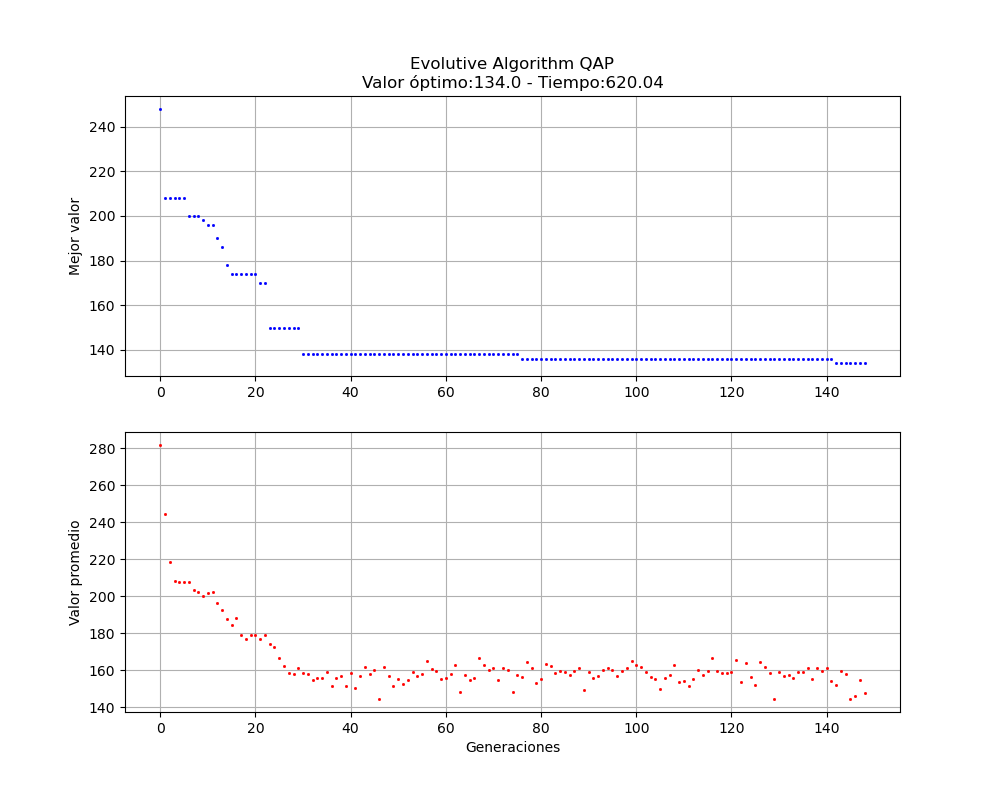 Evolutive Algorithm QAP
Valor óptimo:134.0 - Tiempo:620.04
Mejor valor
240
220
200
180
160
140
0 20 40 60 80 100 120 140
Valor promedio
280
260
240
220
200
180
160
140
0 20 40 60 80 100 120 140
Generaciones